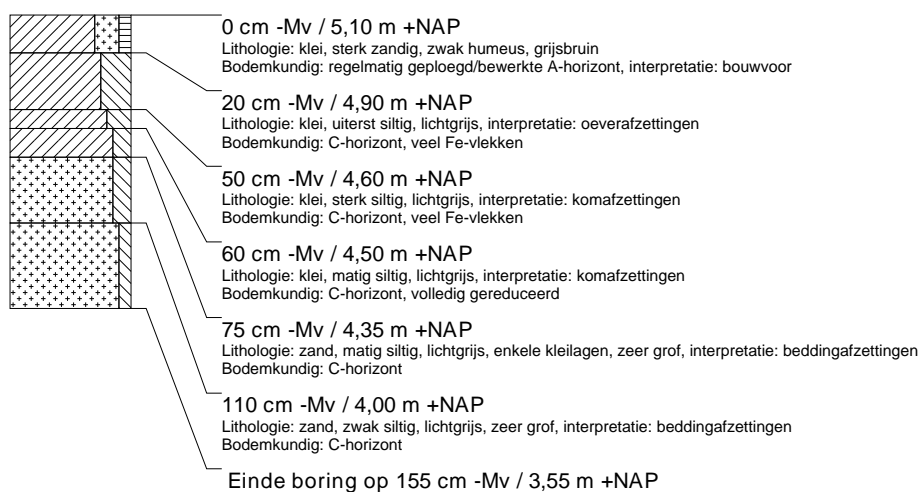 0 cm -Mv / 5,10 m +NAP
Lithologie: klei, sterk zandig, zwak humeus, grijsbruin
Bodemkundig: regelmatig geploegd/bewerkte A-horizont, interpretatie: bouwvoor
20 cm -Mv / 4,90 m +NAP
Lithologie: klei, uiterst siltig, lichtgrijs, interpretatie: oeverafzettingen
Bodemkundig: C-horizont, veel Fe-vlekken
50 cm -Mv / 4,60 m +NAP
Lithologie: klei, sterk siltig, lichtgrijs, interpretatie: komafzettingen
Bodemkundig: C-horizont, veel Fe-vlekken
60 cm -Mv / 4,50 m +NAP
Lithologie: klei, matig siltig, lichtgrijs, interpretatie: komafzettingen
Bodemkundig: C-horizont, volledig gereduceerd
75 cm -Mv / 4,35 m +NAP
Lithologie: zand, matig siltig, lichtgrijs, enkele kleilagen, zeer grof, interpretatie: beddingafzettingen
Bodemkundig: C-horizont
110 cm -Mv / 4,00 m +NAP
Lithologie: zand, zwak siltig, lichtgrijs, zeer grof, interpretatie: beddingafzettingen
Bodemkundig: C-horizont
Einde boring op 155 cm -Mv / 3,55 m +NAP